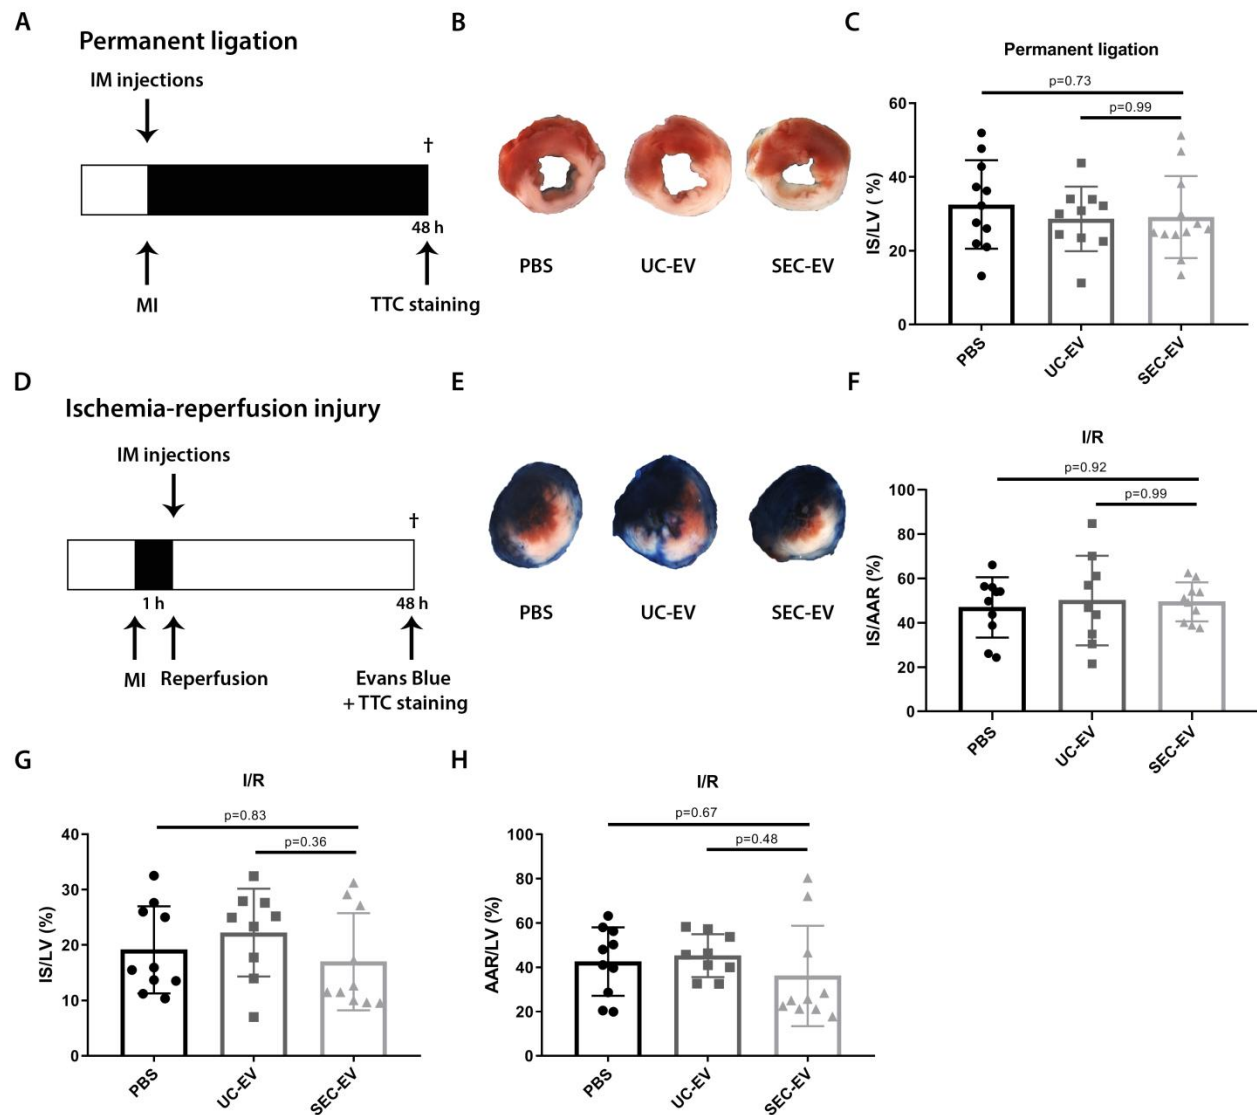 A
Permanent ligation
IM injections
†
48 h
MI
TTC staining
B
PBS
UC-EV
SEC-EV
C
Permanent ligation
p=0.73
p=0.99
60
40
20
0
IS/LV ( %)
PBS
UC-EV
SEC-EV
D
Ischemia-reperfusion injury
IM injections
†
1 h
48 h
MI
Reperfusion
Evans Blue
+ TTC staining
E
PBS
UC-EV
SEC-EV
F
I/R
p=0.92
p=0.99
100
80
60
40
20
0
IS/AAR (%)
PBS
UC-EV
SEC-EV
G
I/R
p=0.83
p=0.36
40
30
20
10
0
IS/LV (%)
PBS
UC-EV
SEC-EV
H
I/R
p=0.67
p=0.48
100
80
60
40
20
0
AAR/LV (%)
PBS
UC-EV
SEC-EV